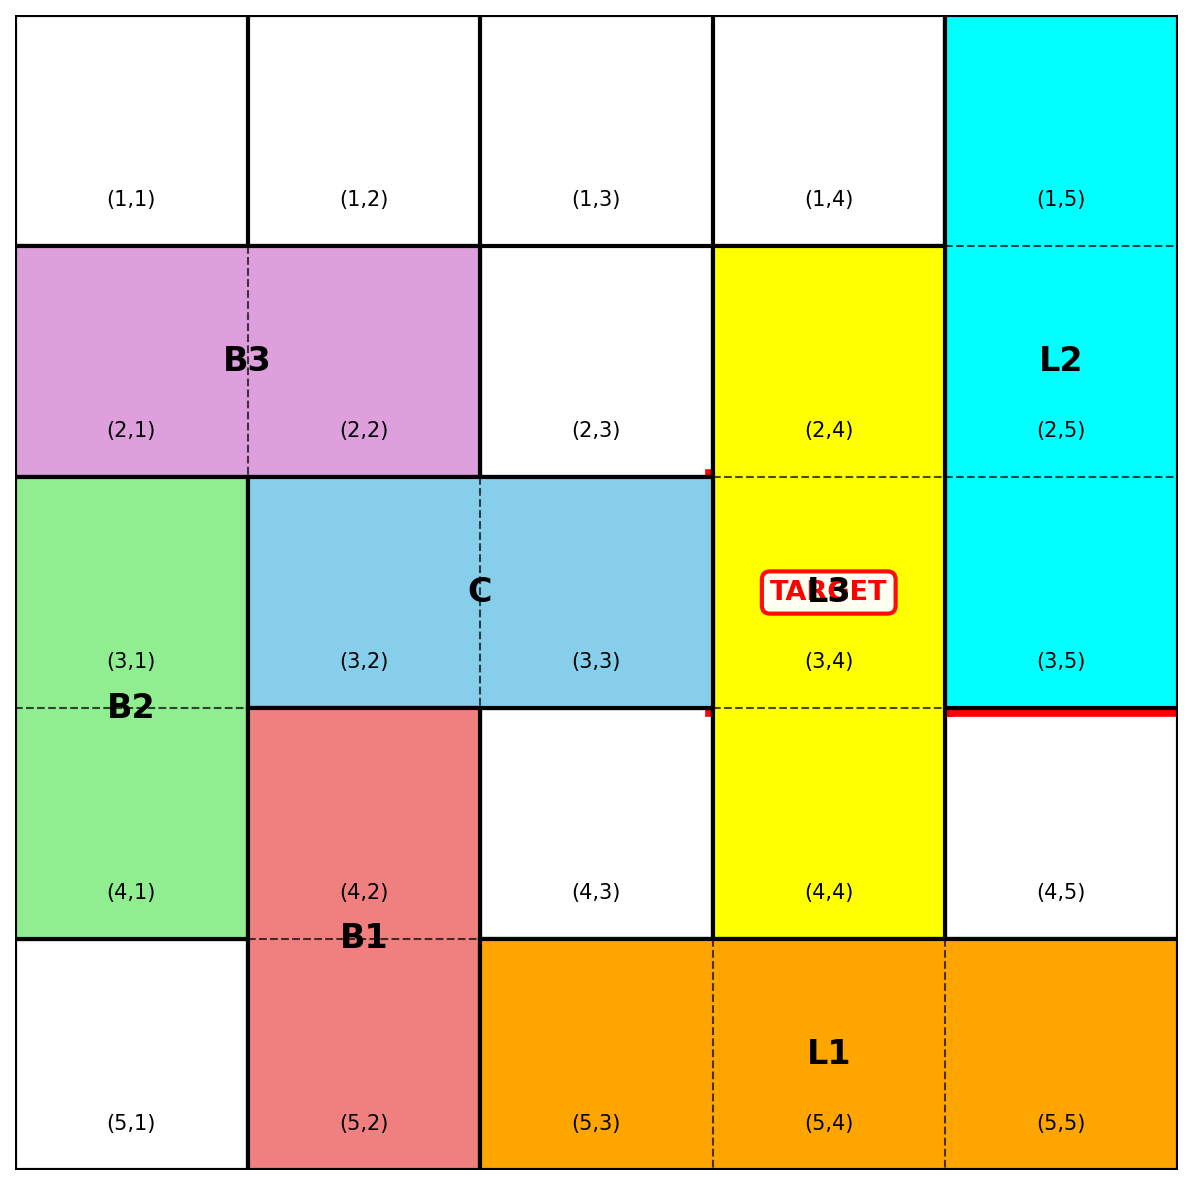 (1,1) (1,2) (1,3) (1,4) (1,5)
B3 L2
(2,1) (2,2) (2,3) (2,4) (2,5)
C TARGET L3
(3,1) (3,2) (3,3) (3,4) (3,5)
B2
(4,1) (4,2) (4,3) (4,4) (4,5)
B1
L1
(5,1) (5,2) (5,3) (5,4) (5,5)